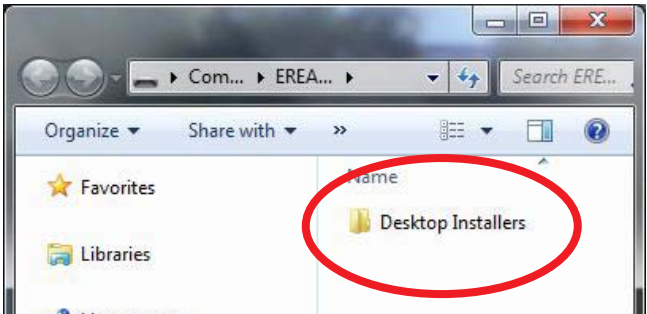 Com... ▸ EREA... ▸ Search ERE...
Organize Share with »
Favorites
Name
Desktop Installers
Libraries